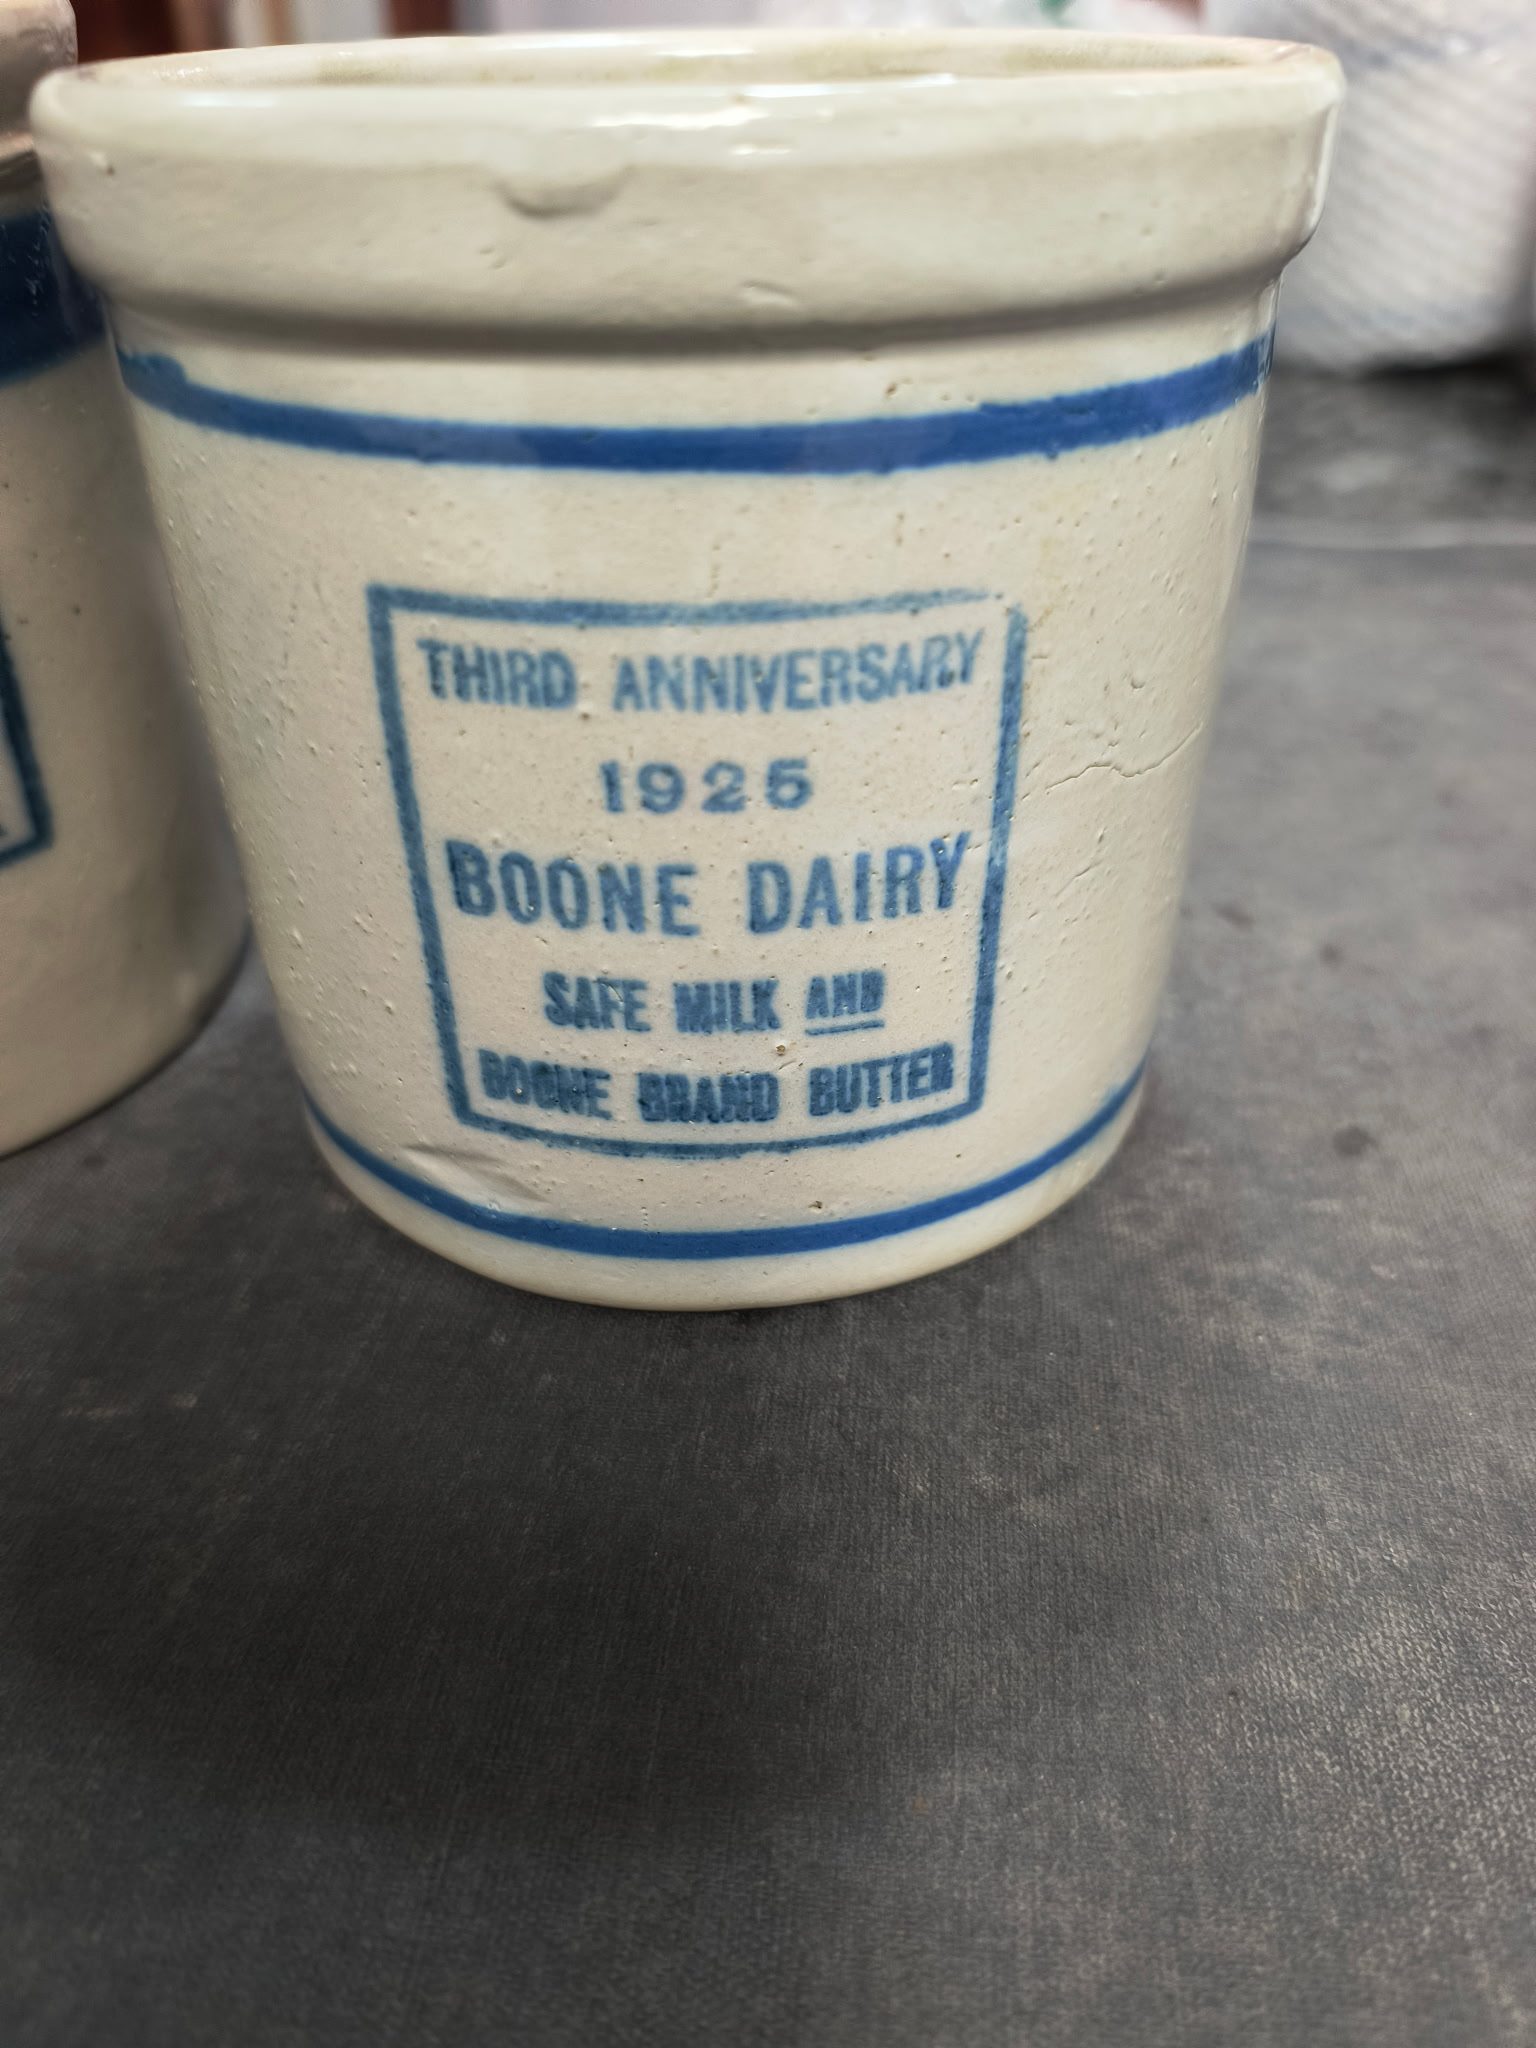 THIRD ANNIVERSARY
1925
BOONE DAIRY
SAFE MILK AND
BOONE BRAND BUTTER